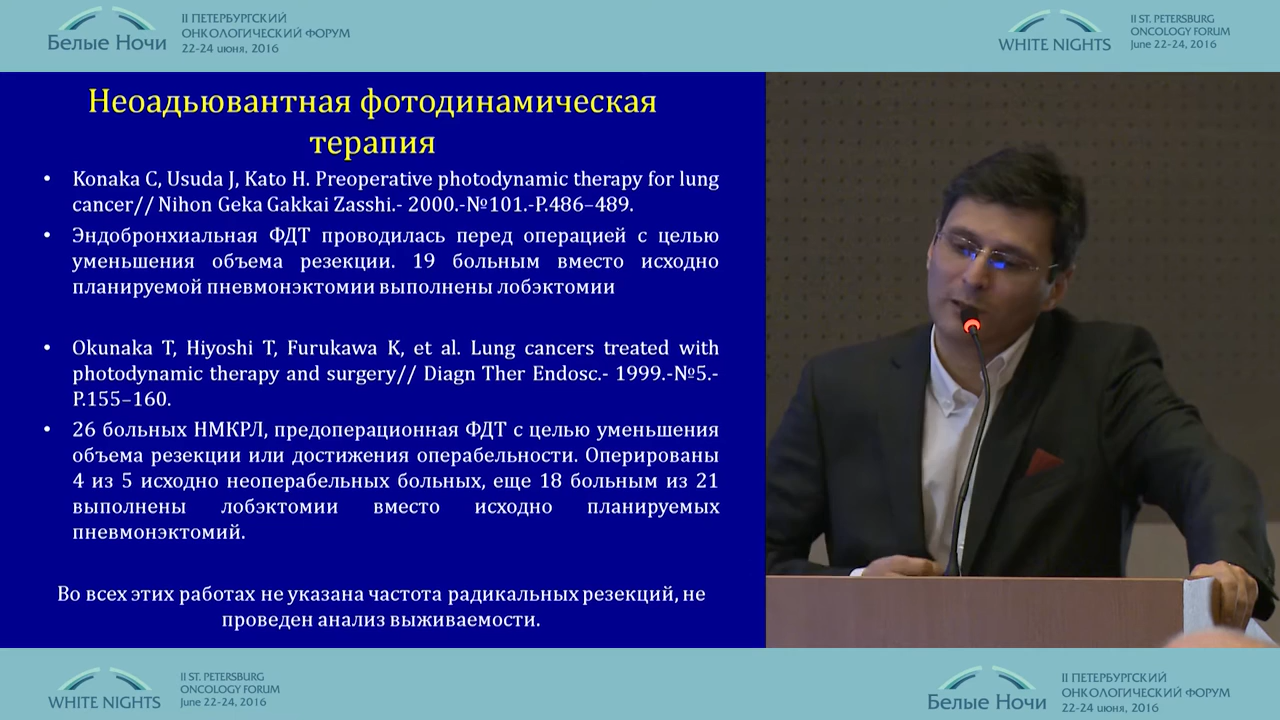 Белые Ночи
II ПЕТЕРБУРГСКИЙ
ОНКОЛОГИЧЕСКИЙ ФОРУМ
22-24 июня, 2016
WHITE NIGHTS
II ST. PETERSBURG
ONCOLOGY FORUM
June 22-24, 2016
Неоадьювантная фотодинамическая
терапия
• Konaka C, Usuda J, Kato H. Preoperative photodynamic therapy for lung
cancer// Nihon Geka Gakkai Zasshi.- 2000.-№101.-P.486–489.
• Эндобронхиальная ФДТ проводилась перед операцией с целью
уменьшения объема резекции. 19 больным вместо исходно
планируемой пневмонэктомии выполнены лобэктомии
• Okunaka T, Hiyoshi T, Furukawa K, et al. Lung cancers treated with
photodynamic therapy and surgery// Diagn Ther Endosc.- 1999.-№5.-
P.155–160.
• 26 больных НМКРЛ, предоперационная ФДТ с целью уменьшения
объема резекции или достижения операбельности. Оперированы
4 из 5 исходно неоперабельных больных, еще 18 больным из 21
выполнены лобэктомии вместо исходно планируемых
пневмонэктомий.
Во всех этих работах не указана частота радикальных резекций, не
проведен анализ выживаемости.
WHITE NIGHTS
II ST. PETERSBURG
ONCOLOGY FORUM
June 22-24, 2016
Белые Ночи
II ПЕТЕРБУРГСКИЙ
ОНКОЛОГИЧЕСКИЙ ФОРУМ
22-24 июня, 2016